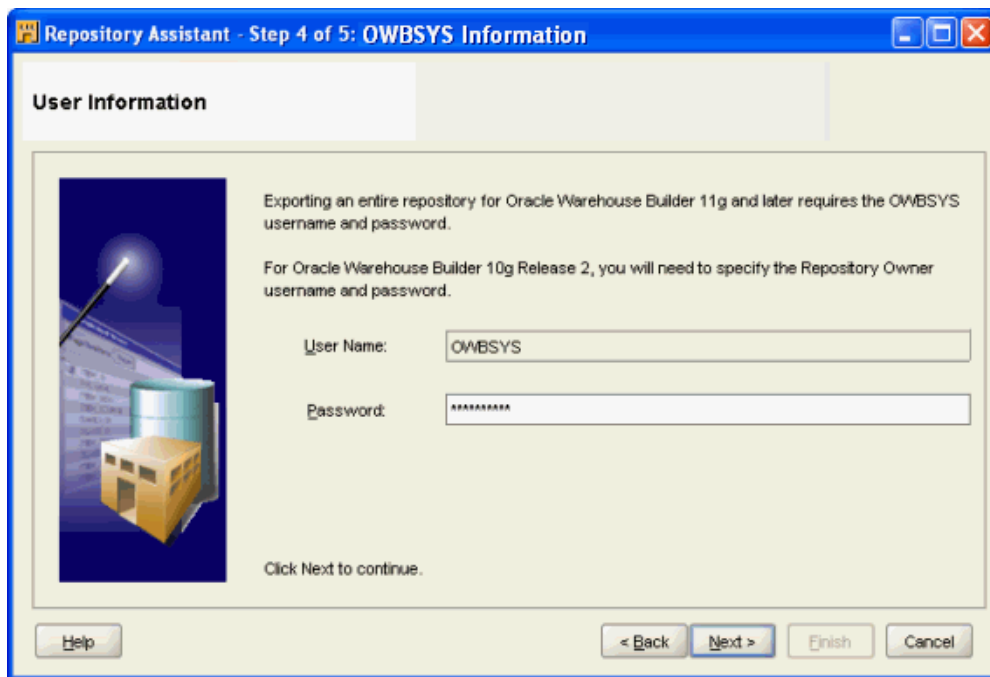 Repository Assistant - Step 4 of 5: OWBSYS Information
User Information
Exporting an entire repository for Oracle Warehouse Builder 11g and later requires the OWBSYS
username and password.
For Oracle Warehouse Builder 10g Release 2, you will need to specify the Repository Owner
username and password.
User Name: OWBSYS
Password: **********
Click Next to continue.
Help < Back Next > Finish Cancel